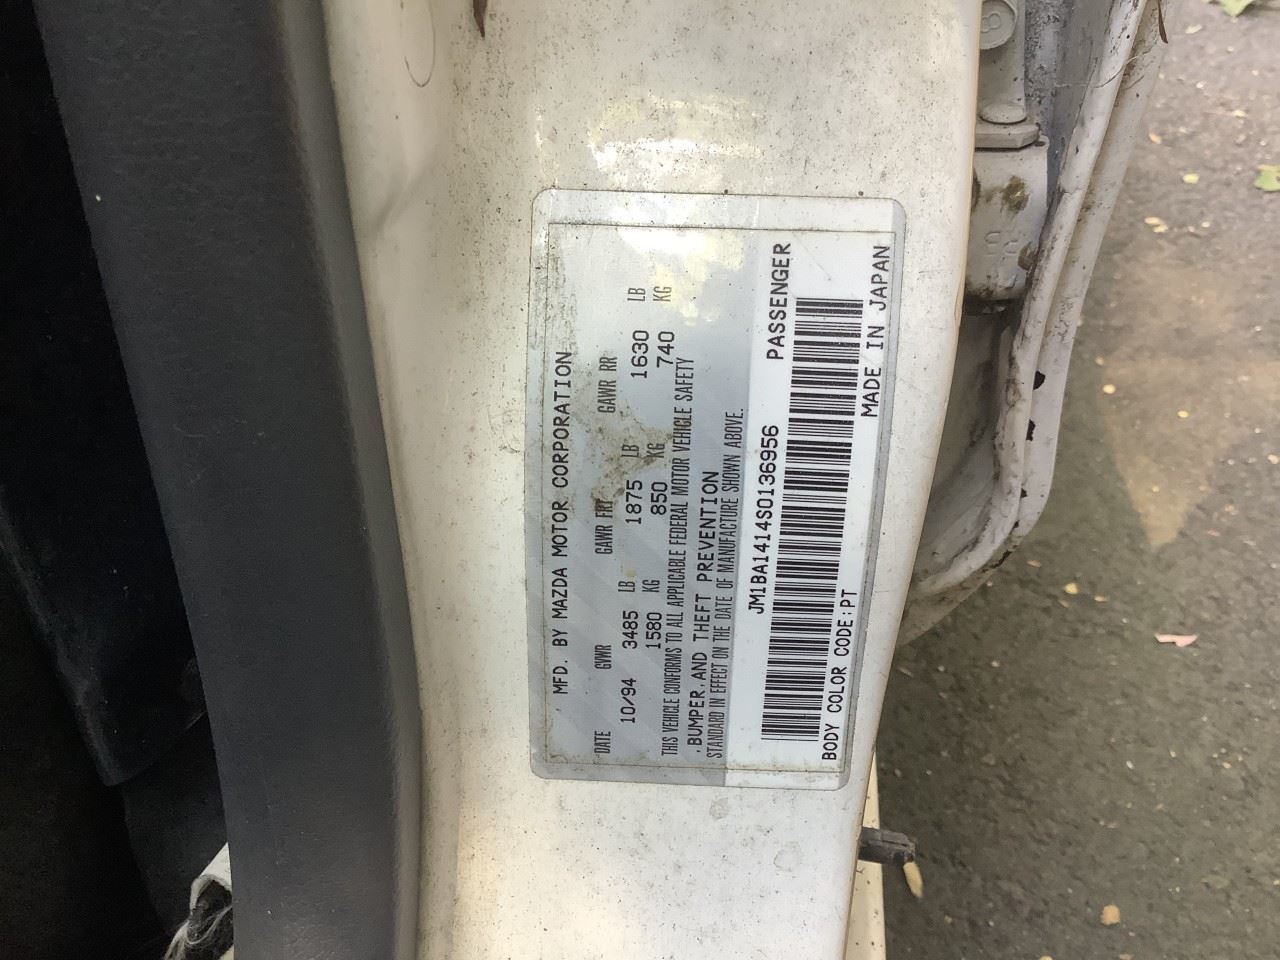 MFD. BY MAZDA MOTOR CORPORATION
DATE GVWR GAWR FRT GAWR RR
10/94 3485 LB 1875 LB 1630 LB
1580 KG 850 KG 740 KG
THIS VEHICLE CONFORMS TO ALL APPLICABLE FEDERAL MOTOR VEHICLE SAFETY
, BUMPER, AND THEFT PREVENTION
STANDARD IN EFFECT ON THE DATE OF MANUFACTURE SHOWN ABOVE.
JM1BA1414S0136956 PASSENGER
BODY COLOR CODE:PT MADE IN JAPAN
8